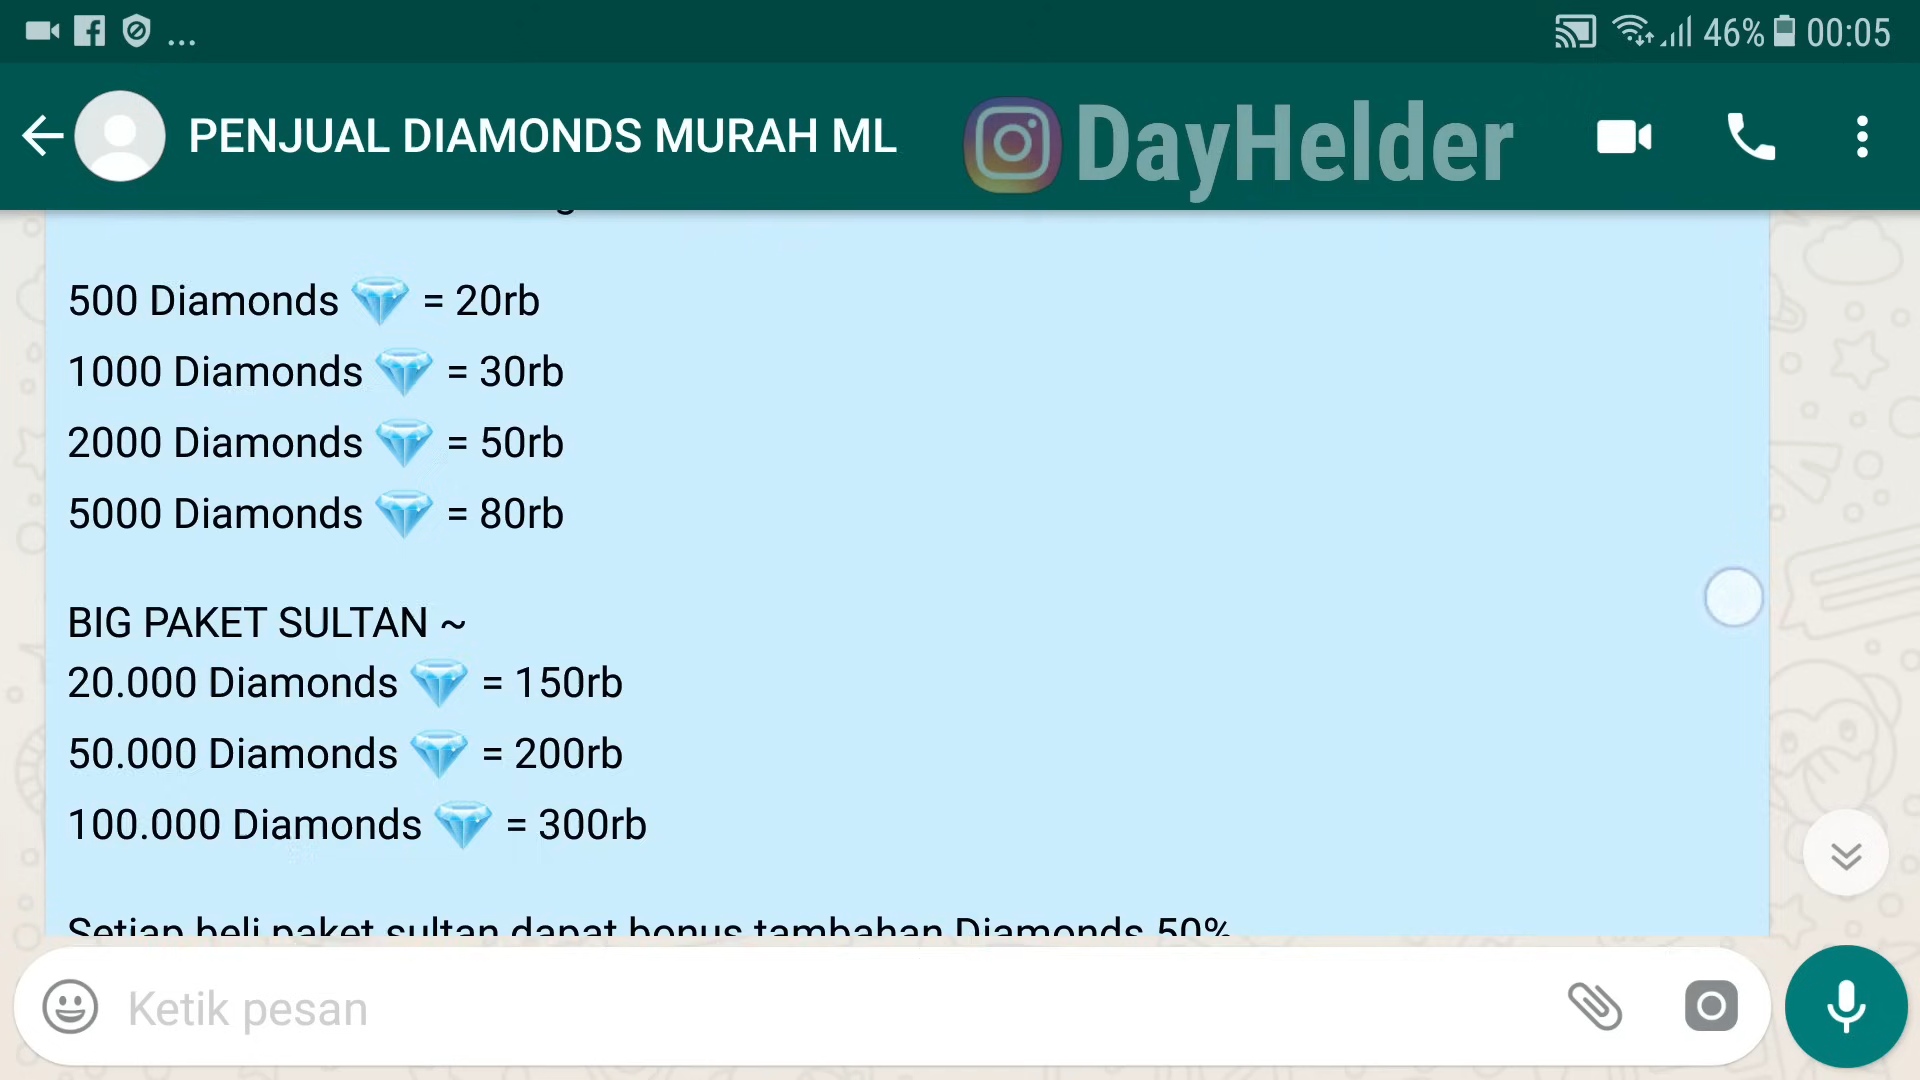 ... 46% 00:05
PENJUAL DIAMONDS MURAH ML
DayHelder
500 Diamonds 💎 = 20rb
1000 Diamonds 💎 = 30rb
2000 Diamonds 💎 = 50rb
5000 Diamonds 💎 = 80rb
BIG PAKET SULTAN ~
20.000 Diamonds 💎 = 150rb
50.000 Diamonds 💎 = 200rb
100.000 Diamonds 💎 = 300rb
Setiap beli paket sultan dapat bonus tambahan Diamonds 50%
Ketik pesan